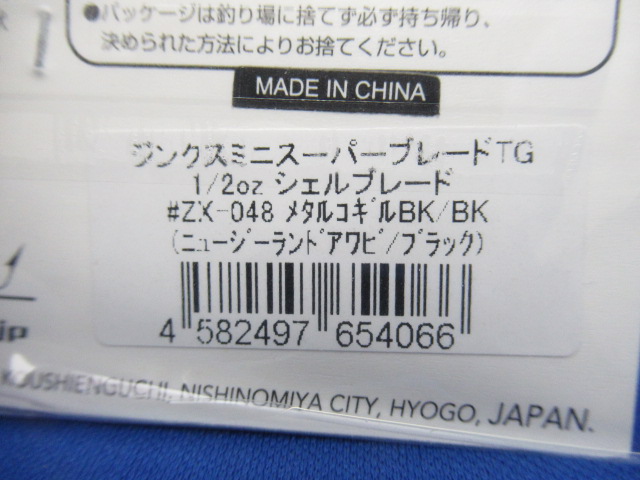 ●パッケージは釣り場に捨てず必ず持ち帰り、
決められた方法によりお捨てください。
MADE IN CHINA
ジンクスミニスーパーブレードTG
1/2oz シェルブレード
#ZX-048 ﾒﾀﾙｺｷﾞﾙBK/BK
(ﾆｭｰｼﾞｰﾗﾝﾄﾞｱﾜﾋﾞ/ﾌﾞﾗｯｸ)
4 582497 654066
KOUSHIENGUCHI, NISHINOMIYA CITY, HYOGO, JAPAN.